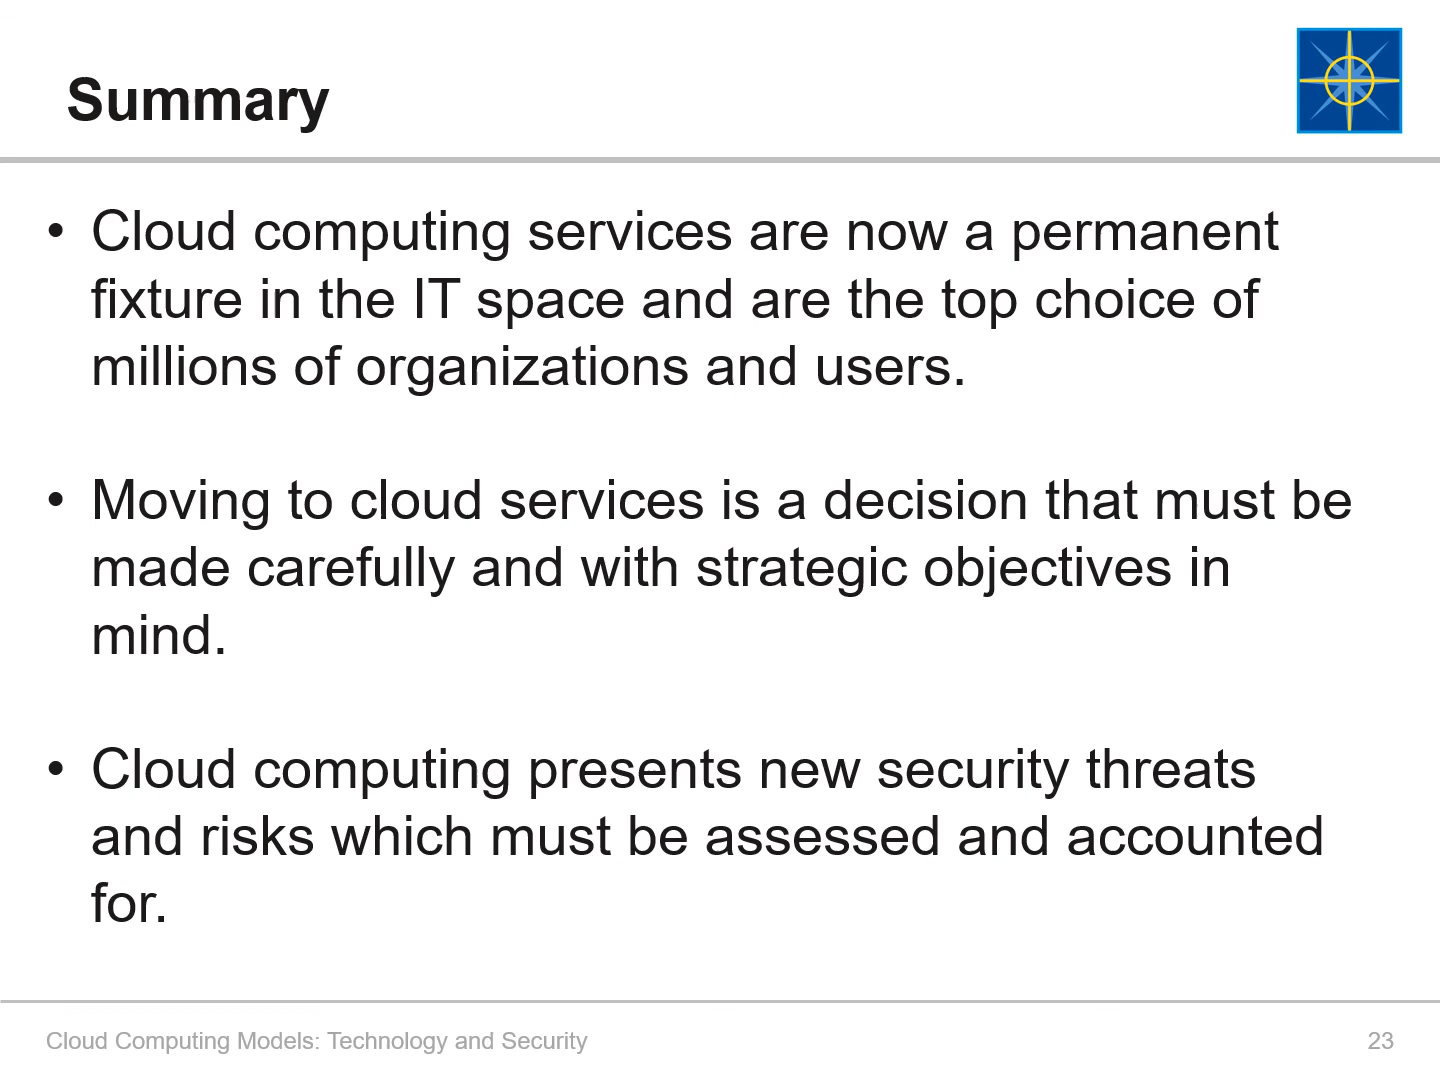 Summary
• Cloud computing services are now a permanent
fixture in the IT space and are the top choice of
millions of organizations and users.
• Moving to cloud services is a decision that must be
made carefully and with strategic objectives in
mind.
• Cloud computing presents new security threats
and risks which must be assessed and accounted
for.
Cloud Computing Models: Technology and Security
23